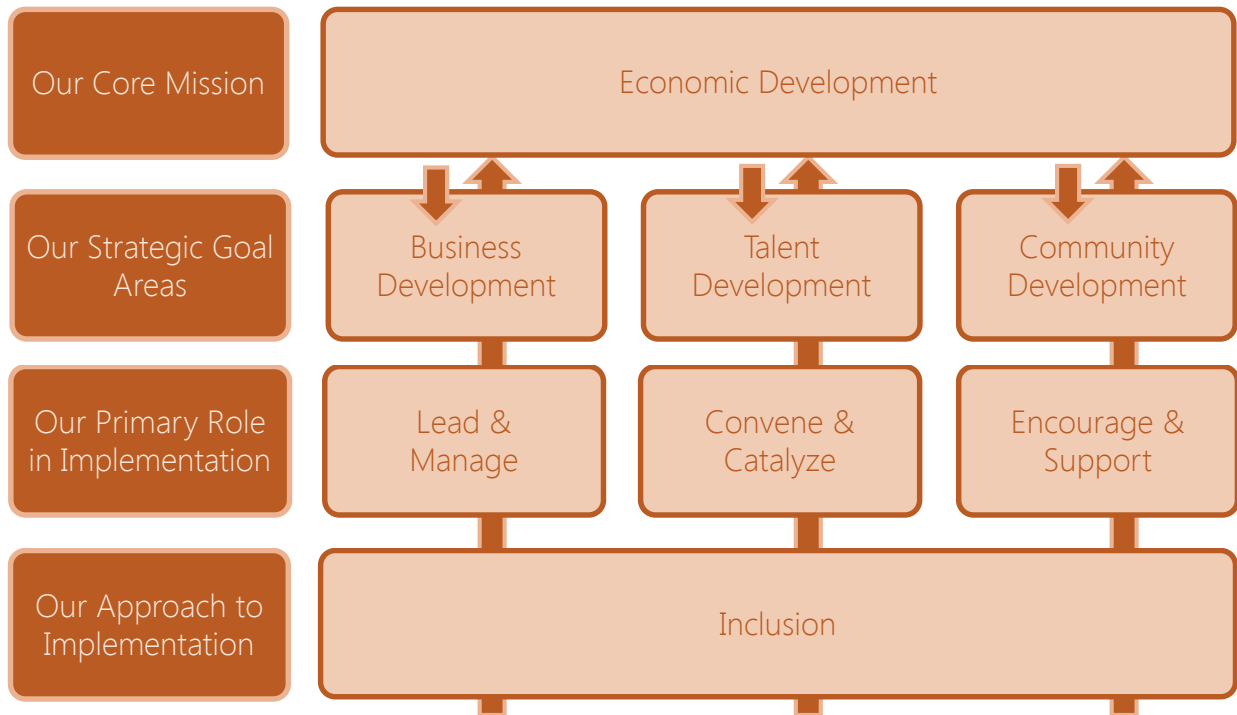 Our Core Mission
Economic Development
Our Strategic Goal
Areas
Business
Development
Talent
Development
Community
Development
Our Primary Role
in Implementation
Lead &
Manage
Convene &
Catalyze
Encourage &
Support
Our Approach to
Implementation
Inclusion